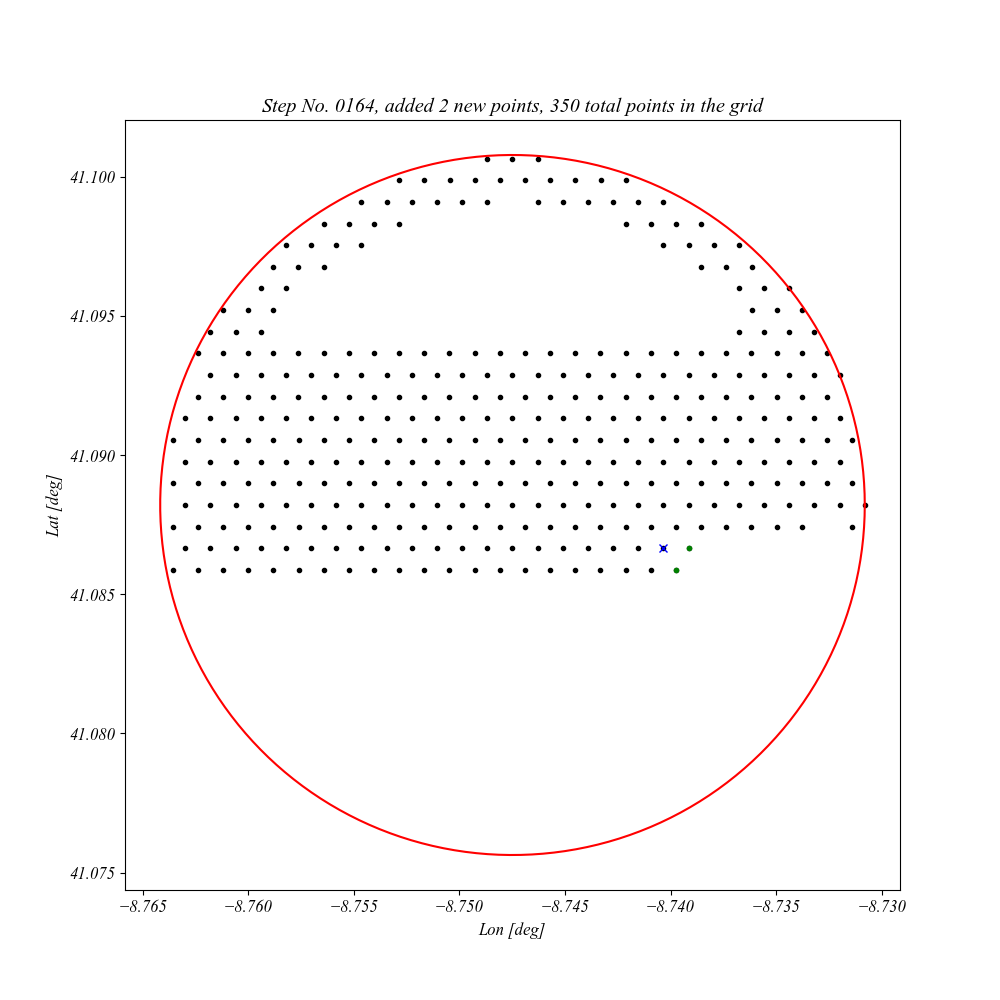 Step No. 0164, added 2 new points, 350 total points in the grid
41.100
41.095
41.090
41.085
41.080
41.075
Lat [deg]
−8.765 −8.760 −8.755 −8.750 −8.745 −8.740 −8.735 −8.730
Lon [deg]